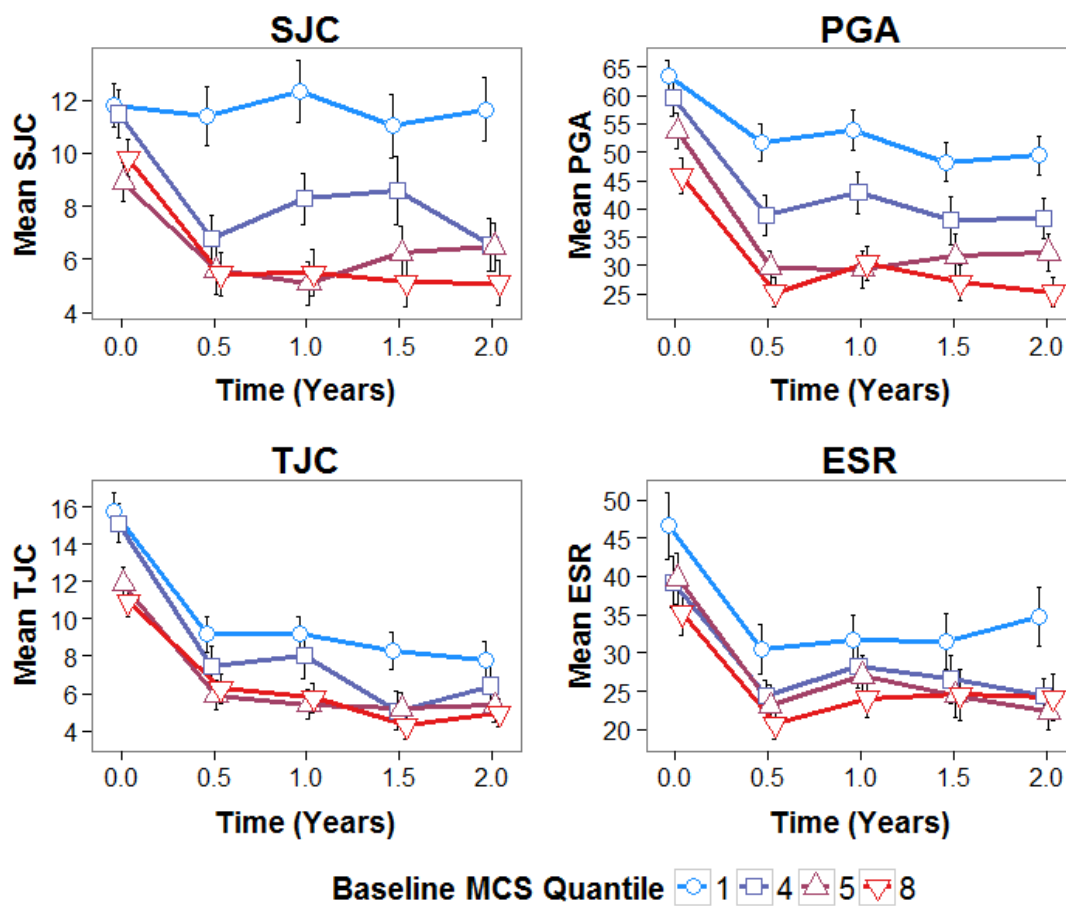 SJC
Mean SJC
12
10
8
6
4
0.0 0.5 1.0 1.5 2.0
Time (Years)
PGA
Mean PGA
65
60
55
50
45
40
35
30
25
0.0 0.5 1.0 1.5 2.0
Time (Years)
TJC
Mean TJC
16
14
12
10
8
6
4
0.0 0.5 1.0 1.5 2.0
Time (Years)
ESR
Mean ESR
50
45
40
35
30
25
20
0.0 0.5 1.0 1.5 2.0
Time (Years)
Baseline MCS Quantile 1 4 5 8